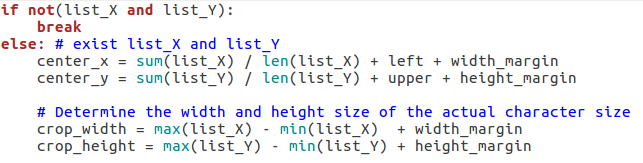 if not(list_X and list_Y):
    break
else: # exist list_X and list_Y
    center_x = sum(list_X) / len(list_X) + left + width_margin
    center_y = sum(list_Y) / len(list_Y) + upper + height_margin

    # Determine the width and height size of the actual character size
    crop_width = max(list_X) - min(list_X)  + width_margin
    crop_height = max(list_Y) - min(list_Y) + height_margin